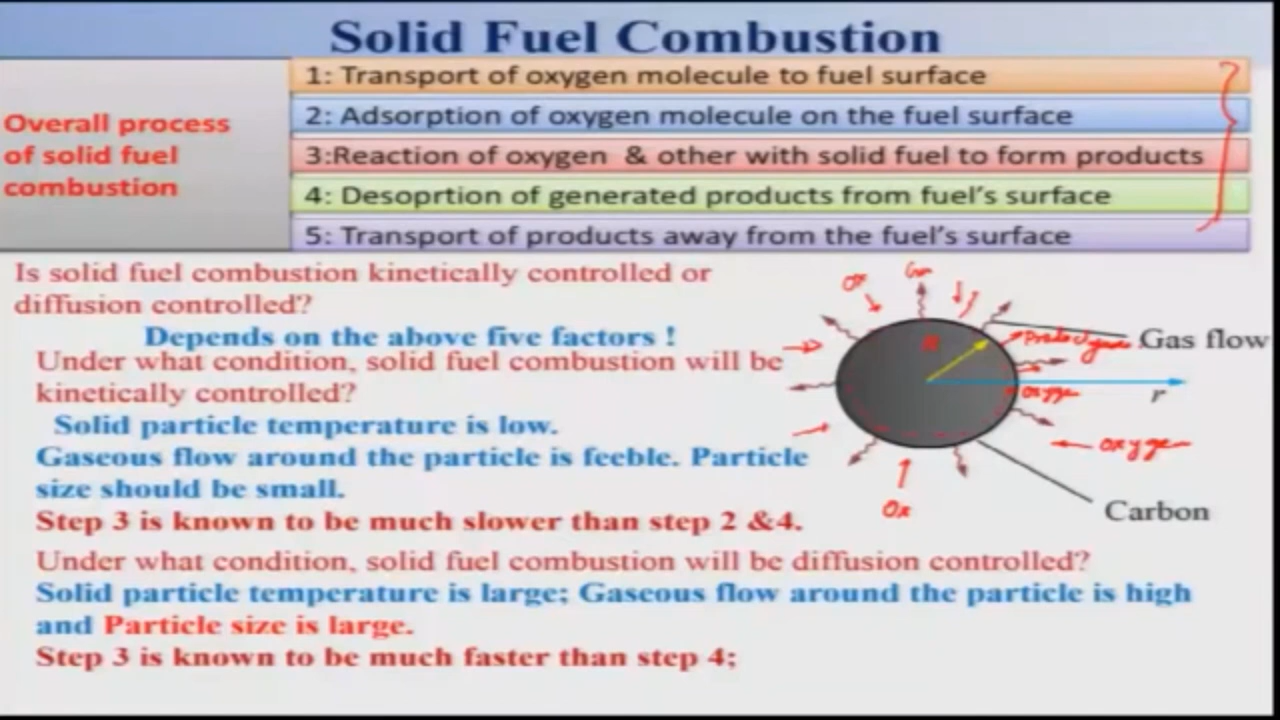 Solid Fuel Combustion
Overall process
of solid fuel
combustion
1: Transport of oxygen molecule to fuel surface
2: Adsorption of oxygen molecule on the fuel surface
3:Reaction of oxygen & other with solid fuel to form products
4: Desoprtion of generated products from fuel's surface
5: Transport of products away from the fuel's surface
Is solid fuel combustion kinetically controlled or
diffusion controlled?
Depends on the above five factors !
Under what condition, solid fuel combustion will be
kinetically controlled?
Solid particle temperature is low.
Gaseous flow around the particle is feeble. Particle
size should be small.
Step 3 is known to be much slower than step 2 &4.
Under what condition, solid fuel combustion will be diffusion controlled?
Solid particle temperature is large; Gaseous flow around the particle is high
and Particle size is large.
Step 3 is known to be much faster than step 4;
ox
Gas flow
r
oxyge
ox
Carbon